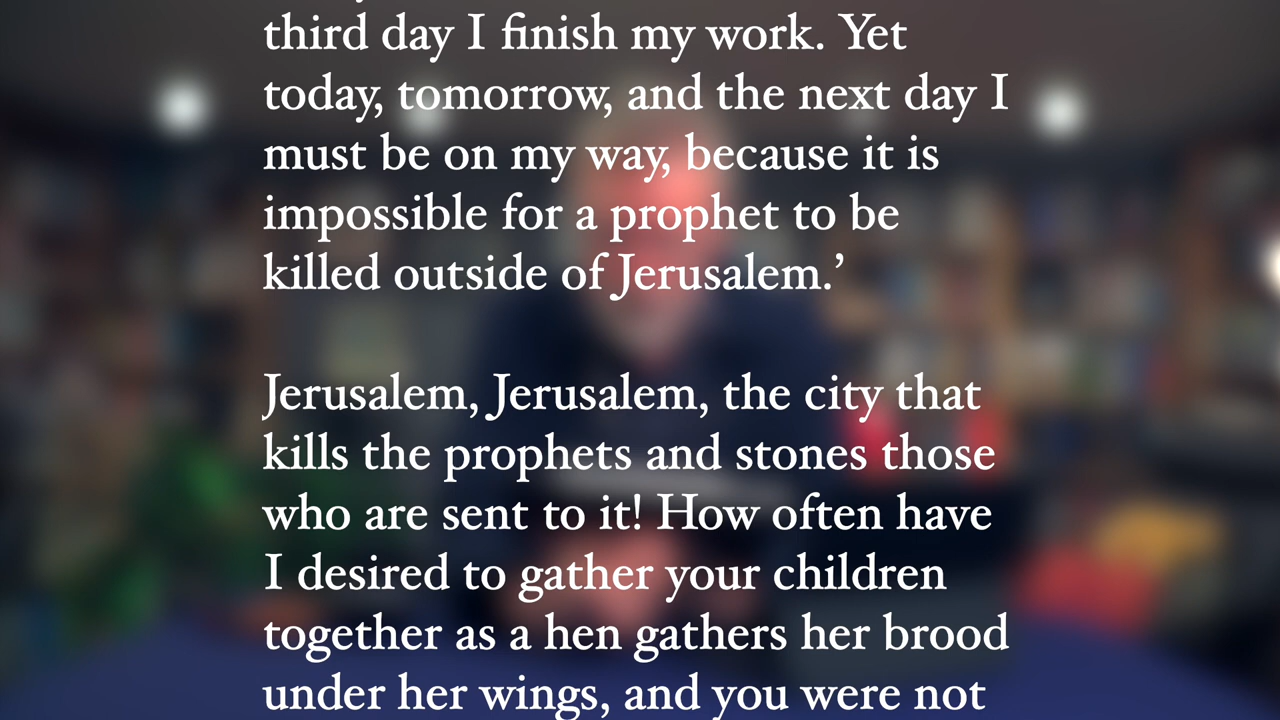 third day I finish my work. Yet
today, tomorrow, and the next day I
must be on my way, because it is
impossible for a prophet to be
killed outside of Jerusalem.’
Jerusalem, Jerusalem, the city that
kills the prophets and stones those
who are sent to it! How often have
I desired to gather your children
together as a hen gathers her brood
under her wings, and you were not